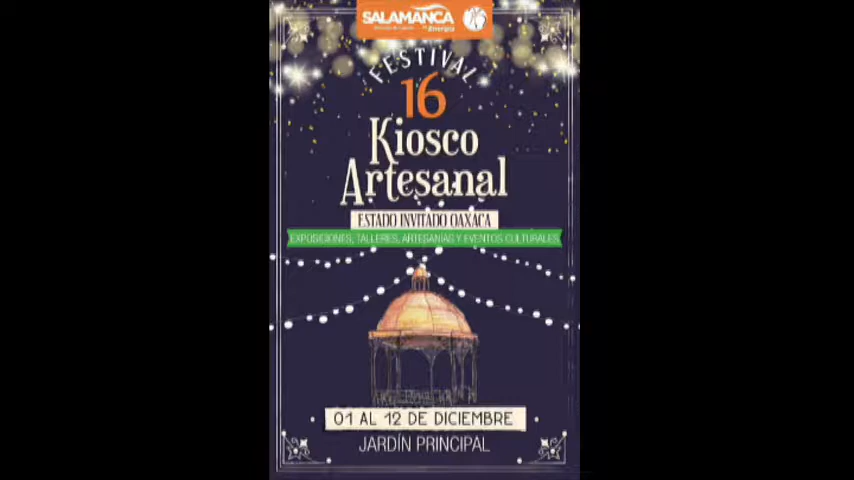 SALAMANCA
Energía
FESTIVAL
16
Kiosco
Artesanal
ESTADO INVITADO OAXACA
EXPOSICIONES, TALLERES, ARTESANÍAS Y EVENTOS CULTURALES
01 AL 12 DE DICIEMBRE
JARDÍN PRINCIPAL